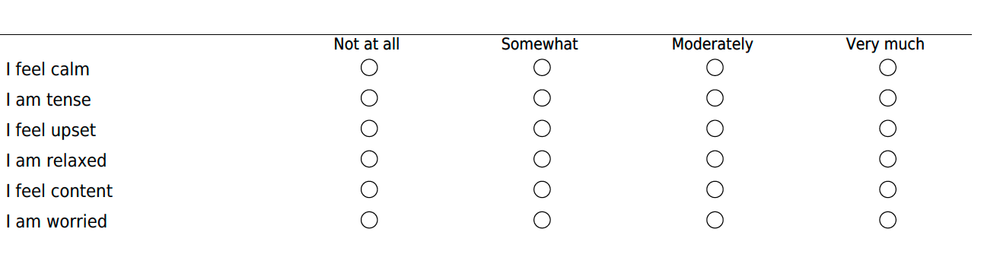 Not at all Somewhat Moderately Very much
I feel calm
I am tense
I feel upset
I am relaxed
I feel content
I am worried